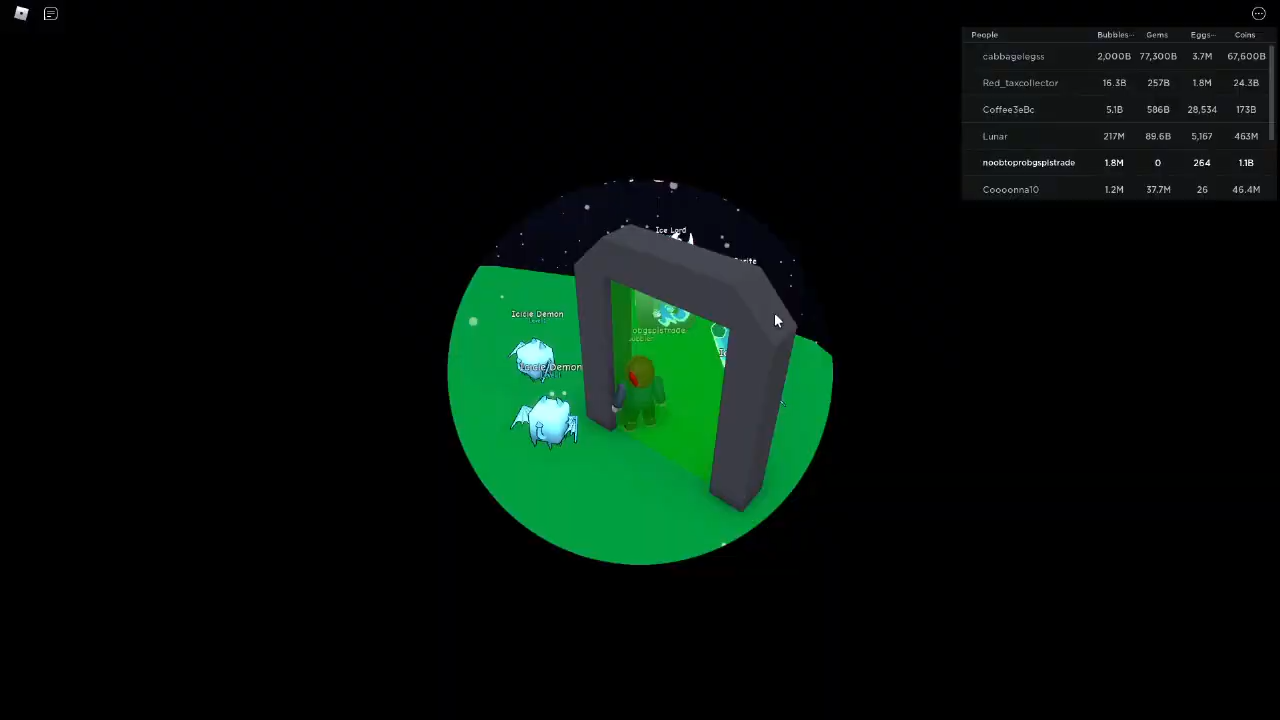 People Bubbles... Gems Eggs... Coins
cabbagelegss 2,000B 77,300B 3.7M 67,600B
Red_taxcollector 16.3B 257B 1.8M 24.3B
Coffee3eBc 5.1B 586B 28,534 173B
Lunar 217M 89.6B 5,167 463M
noobtoprobgsplstrade 1.8M 0 264 1.1B
Coooonna10 1.2M 37.7M 26 46.4M
Ice Lord
Icicle Demon
obgsplstrade
Icicle Demon